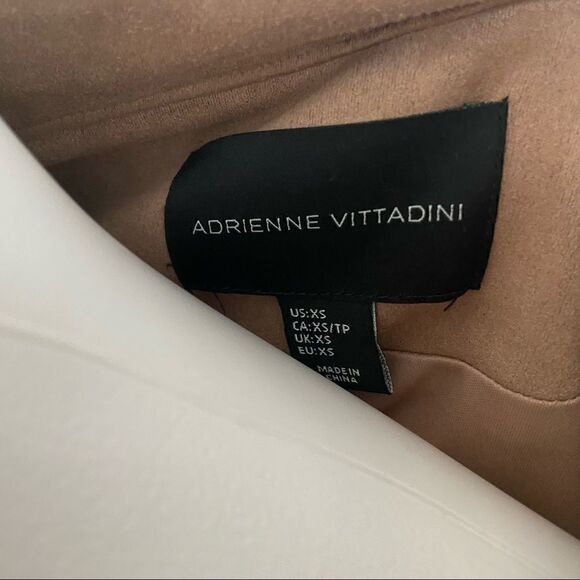 ADRIENNE VITTADINI
US:XS
CA:XS/TP
UK:XS
EU:XS
MADE IN
CHINA